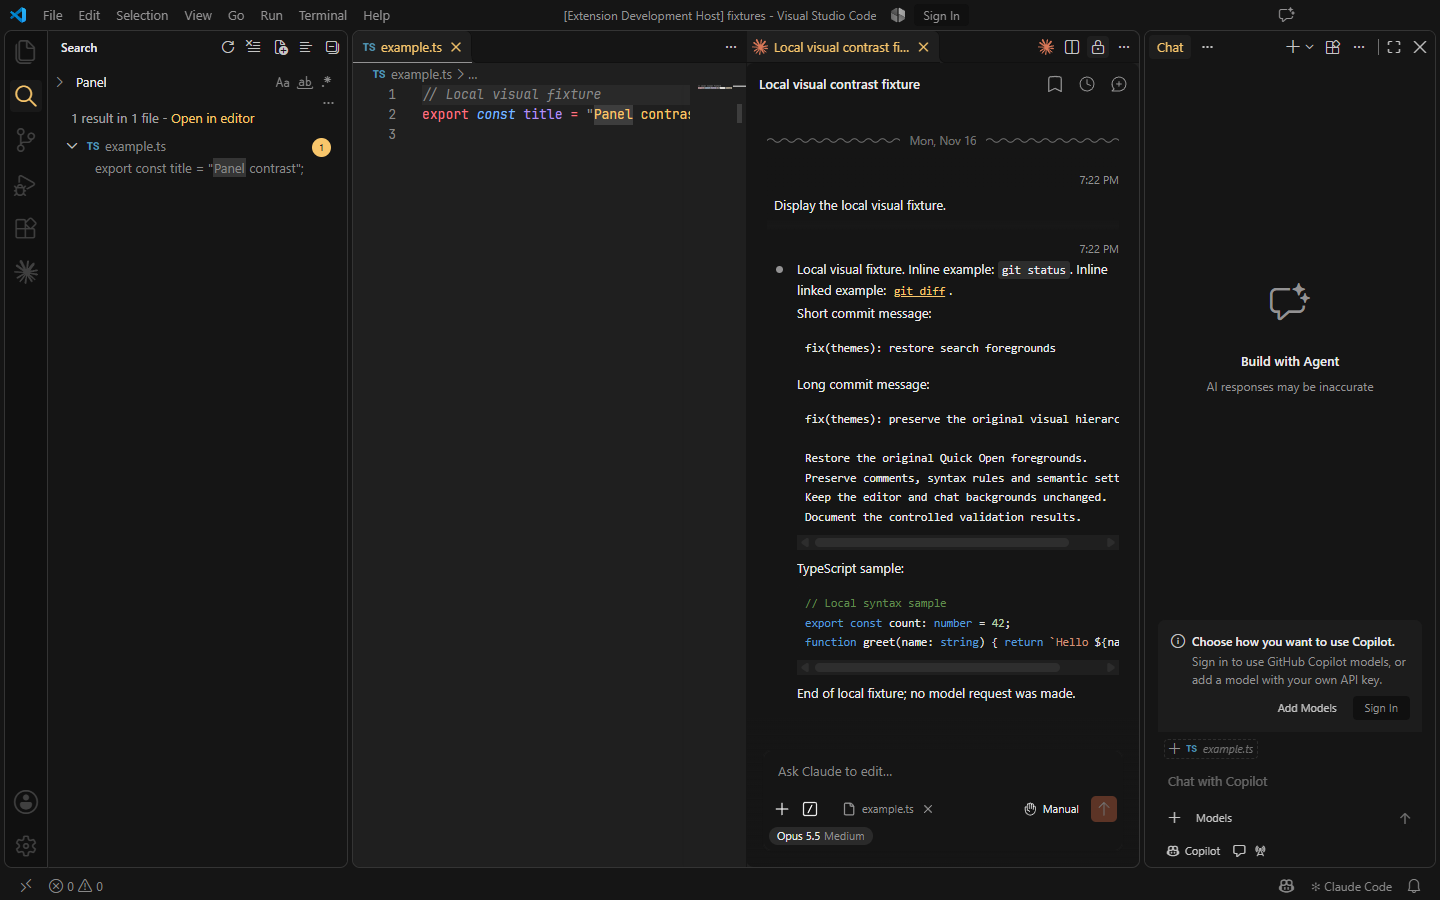 File Edit Selection View Go Run Terminal Help
[Extension Development Host] fixtures - Visual Studio Code
Sign In
Search
Panel
Aa ab .*
1 result in 1 file - Open in editor
TS example.ts
1
export const title = "Panel contrast";
TS example.ts
TS example.ts > ...
1 // Local visual fixture
2 export const title = "Panel contras
3
Local visual contrast fi...
Local visual contrast fixture
Mon, Nov 16
7:22 PM
Display the local visual fixture.
7:22 PM
Local visual fixture. Inline example: git status. Inline
linked example: git diff.
Short commit message:
fix(themes): restore search foregrounds
Long commit message:
fix(themes): preserve the original visual hierarc
Restore the original Quick Open foregrounds.
Preserve comments, syntax rules and semantic sett
Keep the editor and chat backgrounds unchanged.
Document the controlled validation results.
TypeScript sample:
// Local syntax sample
export const count: number = 42;
function greet(name: string) { return `Hello ${na
End of local fixture; no model request was made.
Ask Claude to edit...
example.ts
Manual
Opus 5.5 Medium
Chat
Build with Agent
AI responses may be inaccurate
Choose how you want to use Copilot.
Sign in to use GitHub Copilot models, or
add a model with your own API key.
Add Models
Sign In
TS example.ts
Chat with Copilot
Models
Copilot
0 0
Claude Code